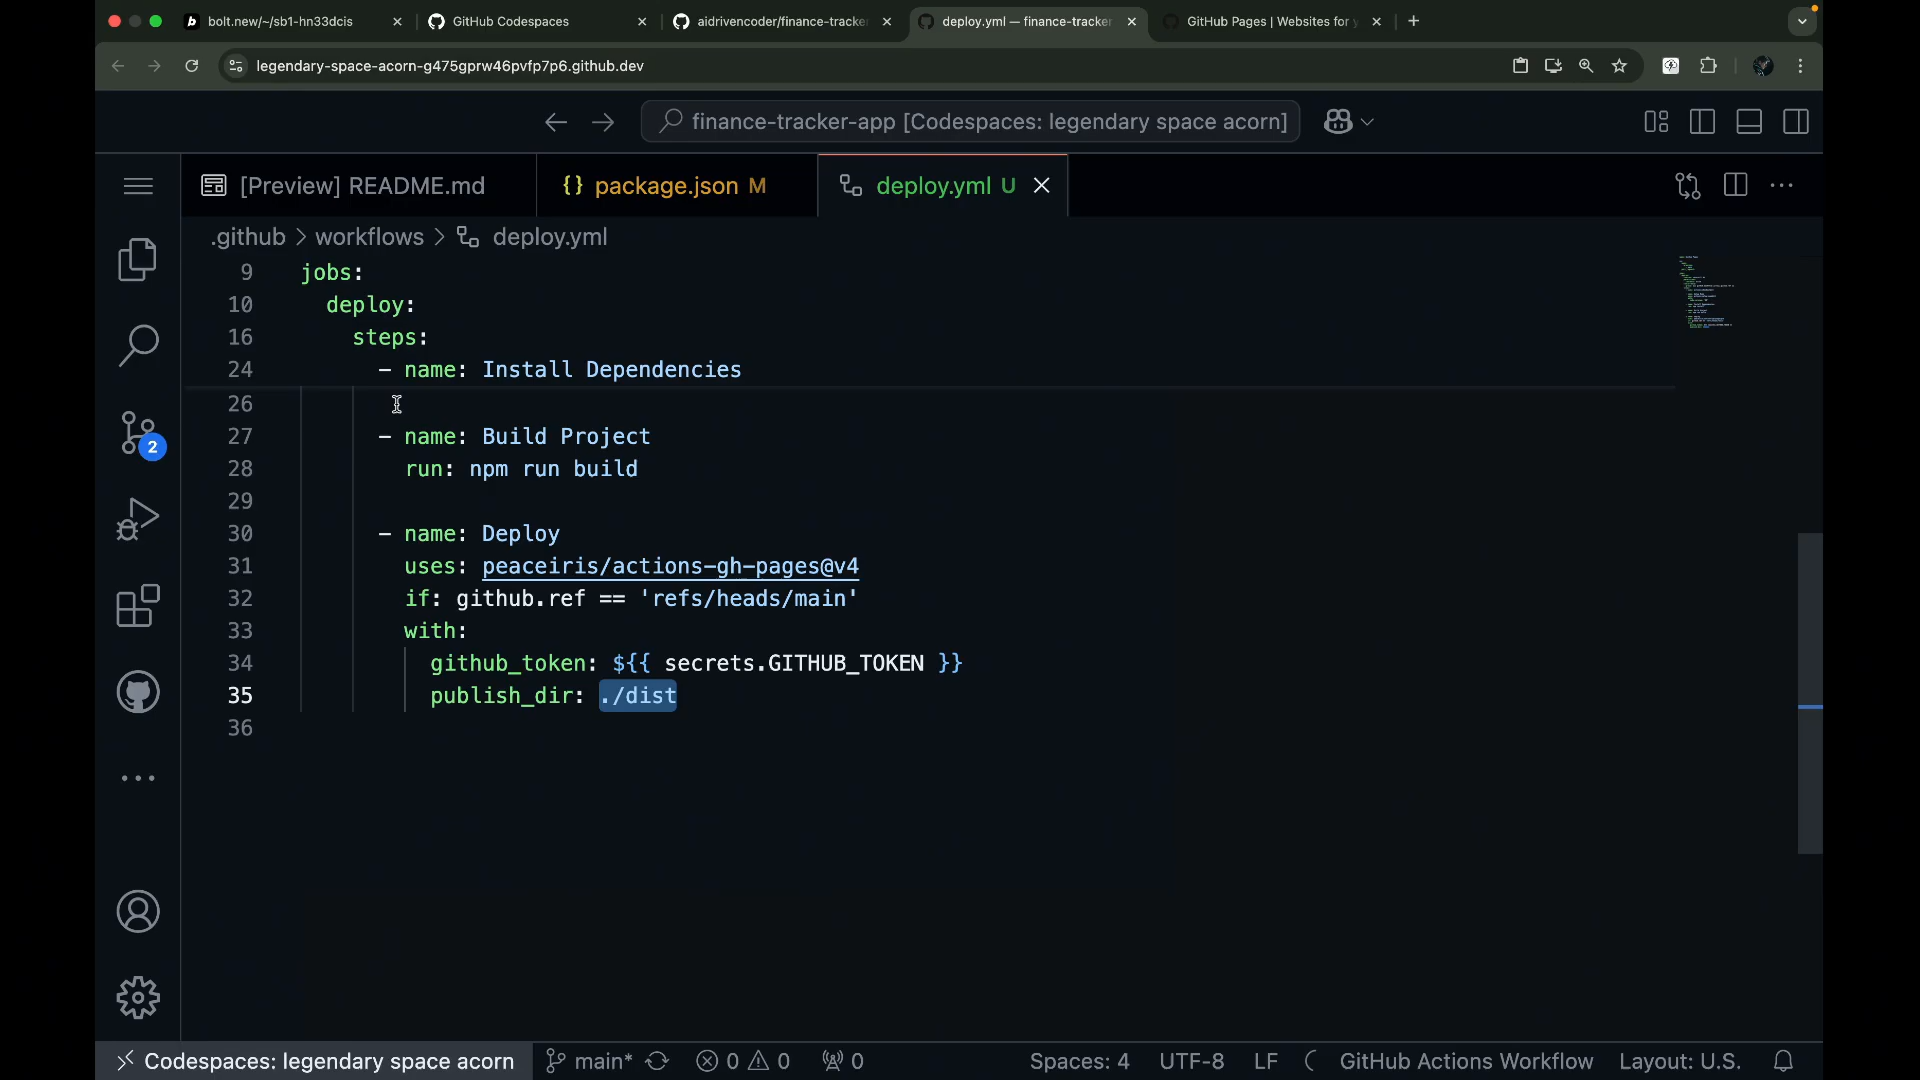 bolt.new/~/sb1-hn33dcis
GitHub Codespaces
aidrivencoder/finance-tracker
deploy.yml — finance-tracker
GitHub Pages | Websites for y
legendary-space-acorn-g475gprw46pvfp7p6.github.dev
finance-tracker-app [Codespaces: legendary space acorn]
[Preview] README.md
{} package.json M
deploy.yml U
.github > workflows > deploy.yml
9 jobs:
10 deploy:
16 steps:
24 - name: Install Dependencies
26
27 - name: Build Project
28 run: npm run build
29
30 - name: Deploy
31 uses: peaceiris/actions-gh-pages@v4
32 if: github.ref == 'refs/heads/main'
33 with:
34 github_token: ${{ secrets.GITHUB_TOKEN }}
35 publish_dir: ./dist
36
2
Codespaces: legendary space acorn
main*
0 0
0
Spaces: 4
UTF-8
LF
GitHub Actions Workflow
Layout: U.S.